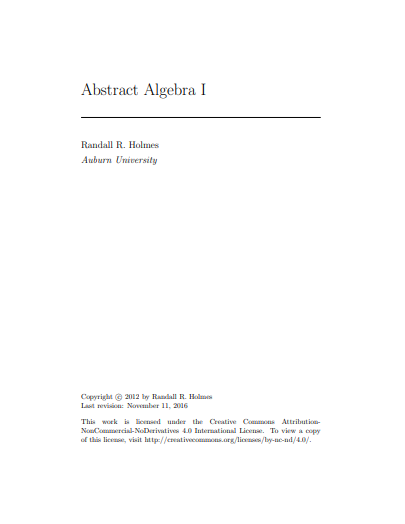 Abstract Algebra I
Randall R. Holmes
Auburn University
Copyright © 2012 by Randall R. Holmes
Last revision: November 11, 2016
This work is licensed under the Creative Commons Attribution-
NonCommercial-NoDerivatives 4.0 International License. To view a copy
of this license, visit http://creativecommons.org/licenses/by-nc-nd/4.0/.